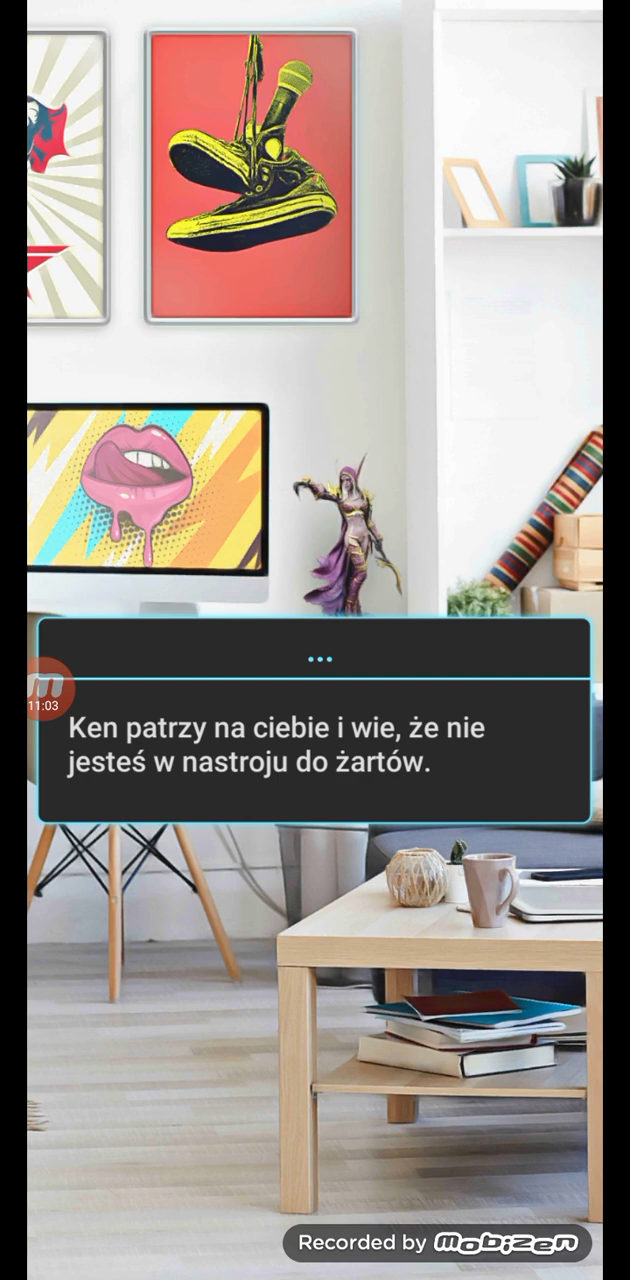 ...
m
11:03
Ken patrzy na ciebie i wie, że nie
jesteś w nastroju do żartów.
Recorded by mobizen